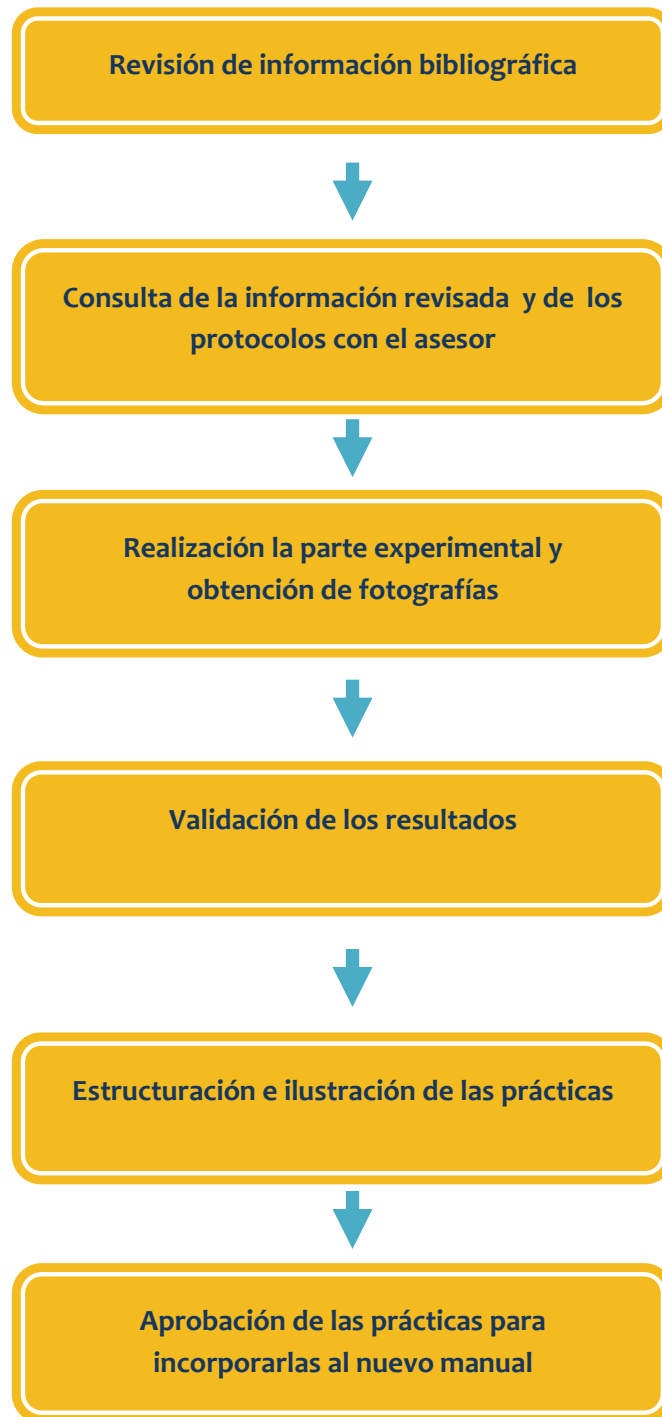 Revisión de información bibliográfica
Consulta de la información revisada  y de  los
protocolos con el asesor
Realización la parte experimental y
obtención de fotografías
Validación de los resultados
Estructuración e ilustración de las prácticas
Aprobación de las prácticas para
incorporarlas al nuevo manual